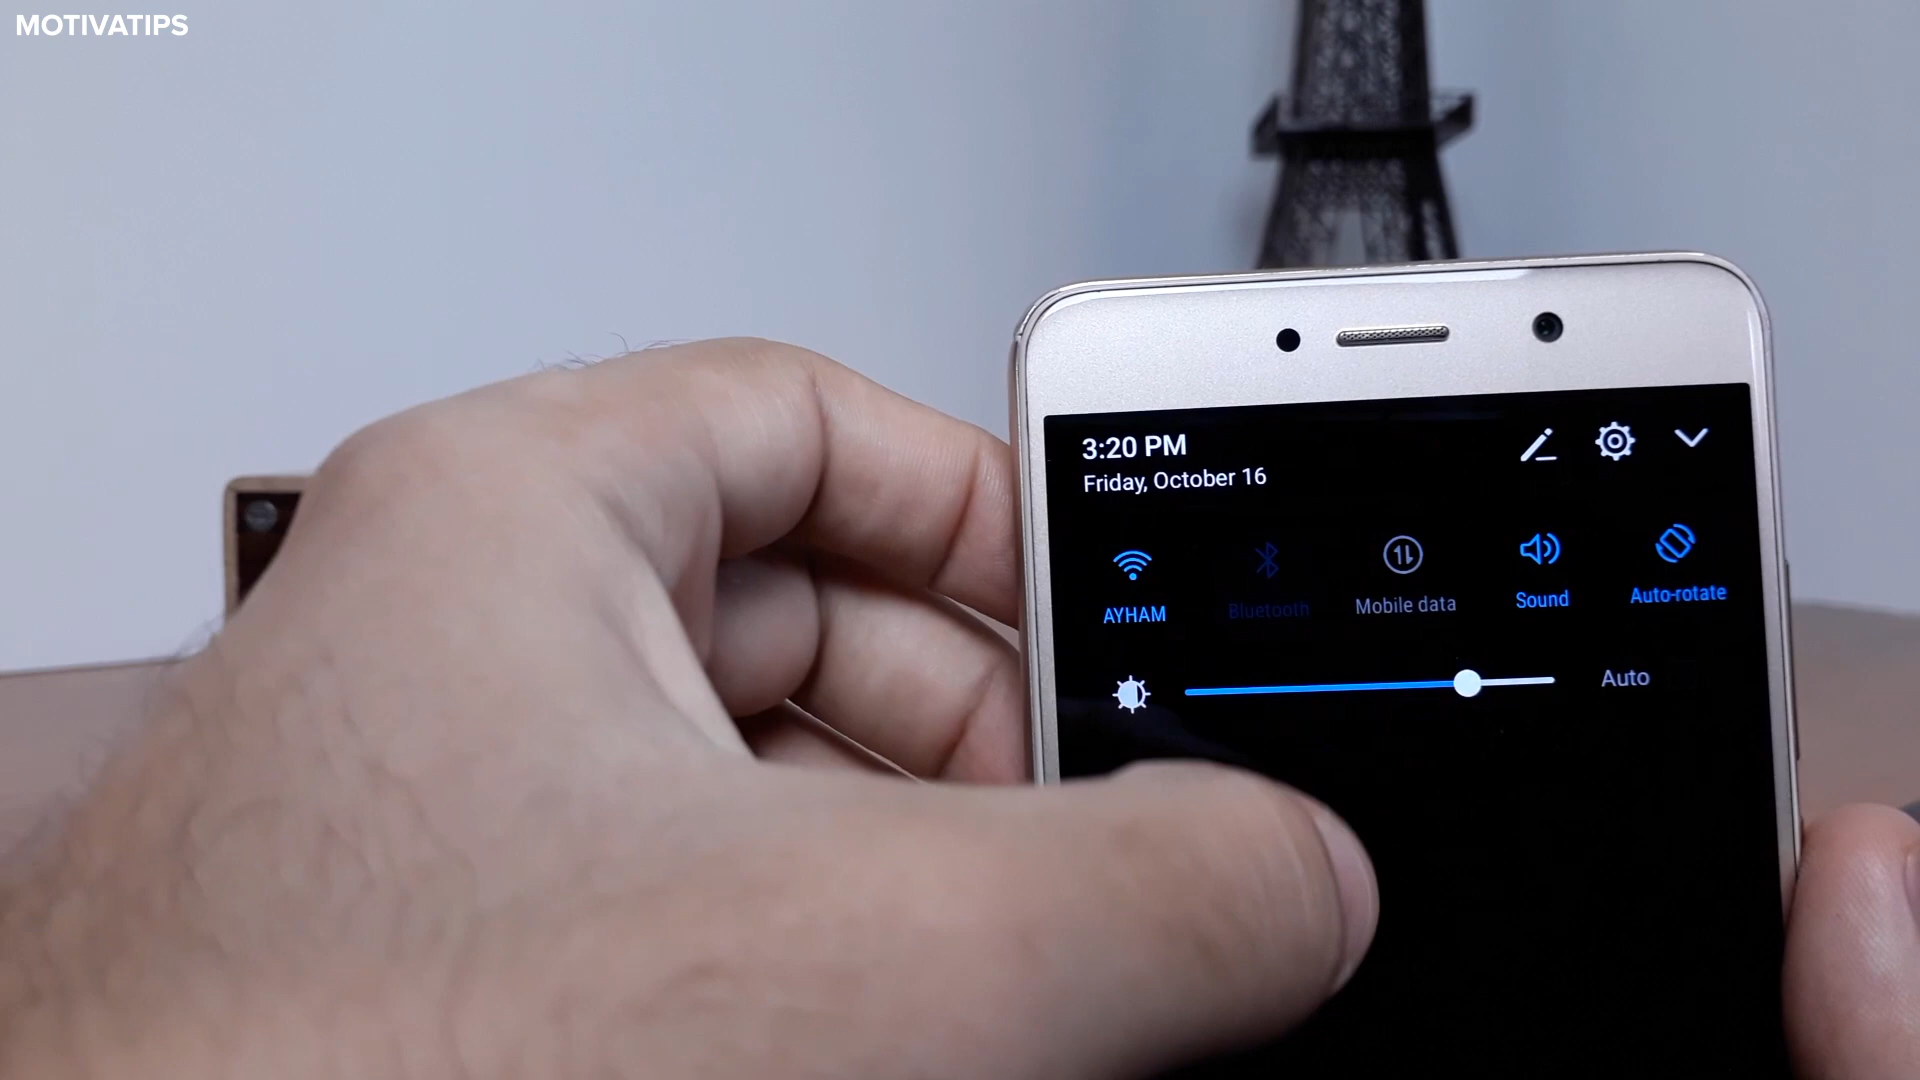 MOTIVATIPS
3:20 PM
Friday, October 16
AYHAM
Bluetooth
Mobile data
Sound
Auto-rotate
Auto